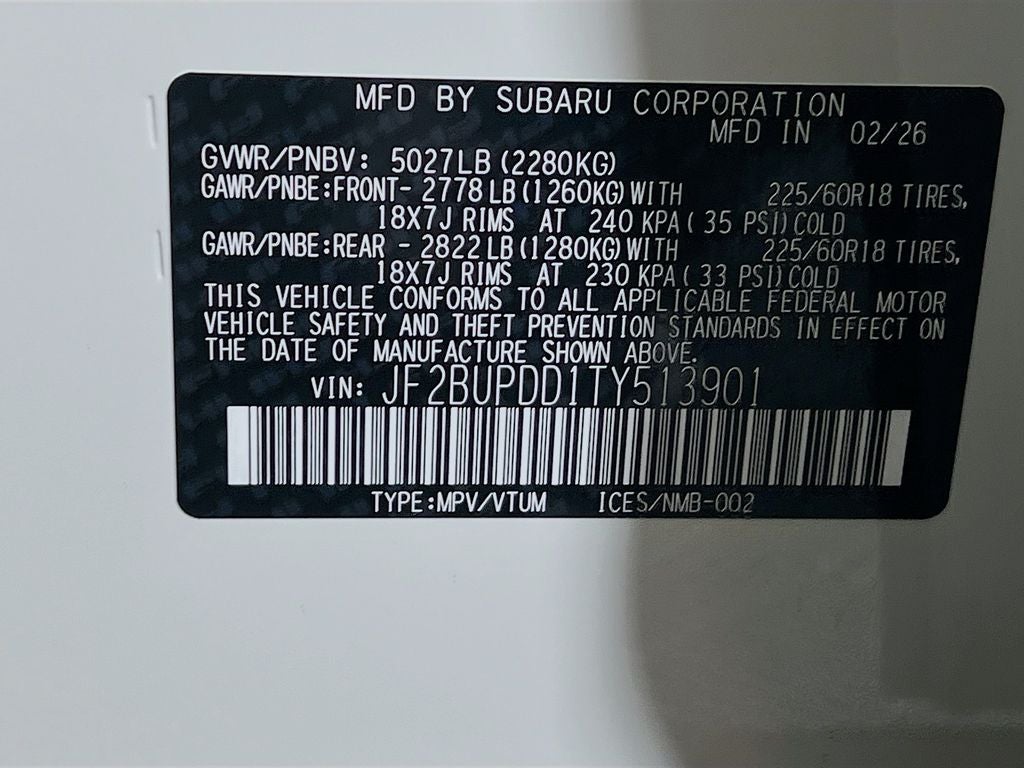 MFD BY SUBARU CORPORATION
MFD IN 02/26
GVWR/PNBV: 5027LB (2280KG)
GAWR/PNBE:FRONT- 2778 LB (1260KG) WITH 225/60R18 TIRES,
18X7J RIMS AT 240 KPA ( 35 PSI) COLD
GAWR/PNBE:REAR - 2822 LB (1280KG) WITH 225/60R18 TIRES,
18X7J RIMS AT 230 KPA ( 33 PSI) COLD
THIS VEHICLE CONFORMS TO ALL APPLICABLE FEDERAL MOTOR
VEHICLE SAFETY AND THEFT PREVENTION STANDARDS IN EFFECT ON
THE DATE OF MANUFACTURE SHOWN ABOVE.
VIN: JF2BUPDD1TY513901
TYPE:MPV/VTUM ICES/NMB-002